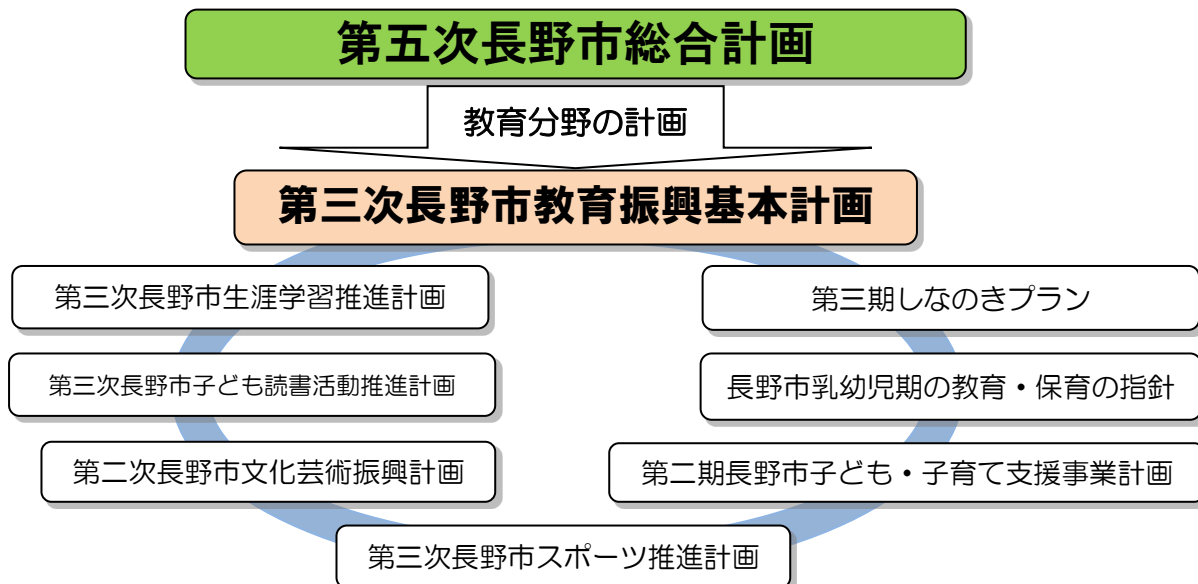 第五次長野市総合計画
教育分野の計画
第三次長野市教育振興基本計画
第三次長野市生涯学習推進計画
第三期しなのきプラン
第三次長野市子ども読書活動推進計画
長野市乳幼児期の教育・保育の指針
第二次長野市文化芸術振興計画
第二期長野市子ども・子育て支援事業計画
第三次長野市スポーツ推進計画